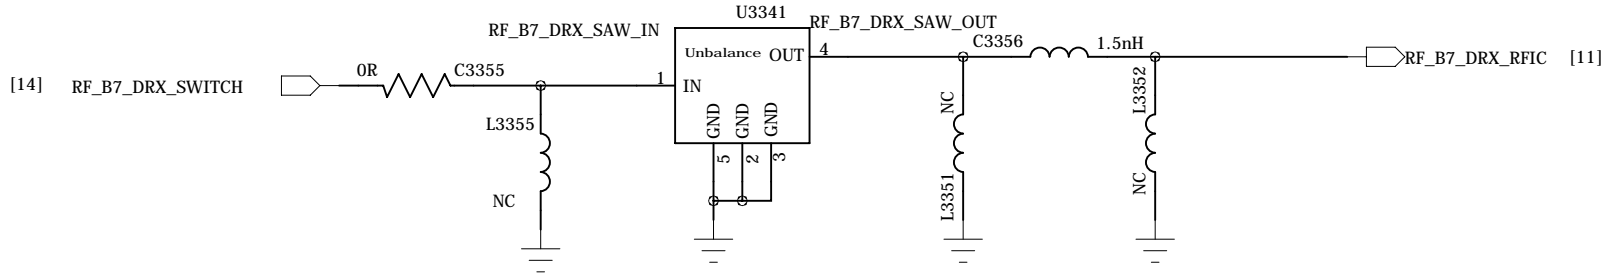 U3341
RF_B7_DRX_SAW_IN
RF_B7_DRX_SAW_OUT
Unbalance OUT
4
C3356
1.5nH
RF_B7_DRX_RFIC [11]
[14] RF_B7_DRX_SWITCH
0R
C3355
1
IN
L3355
NC
GND
GND
GND
5
2
3
NC
L3351
L3352
NC